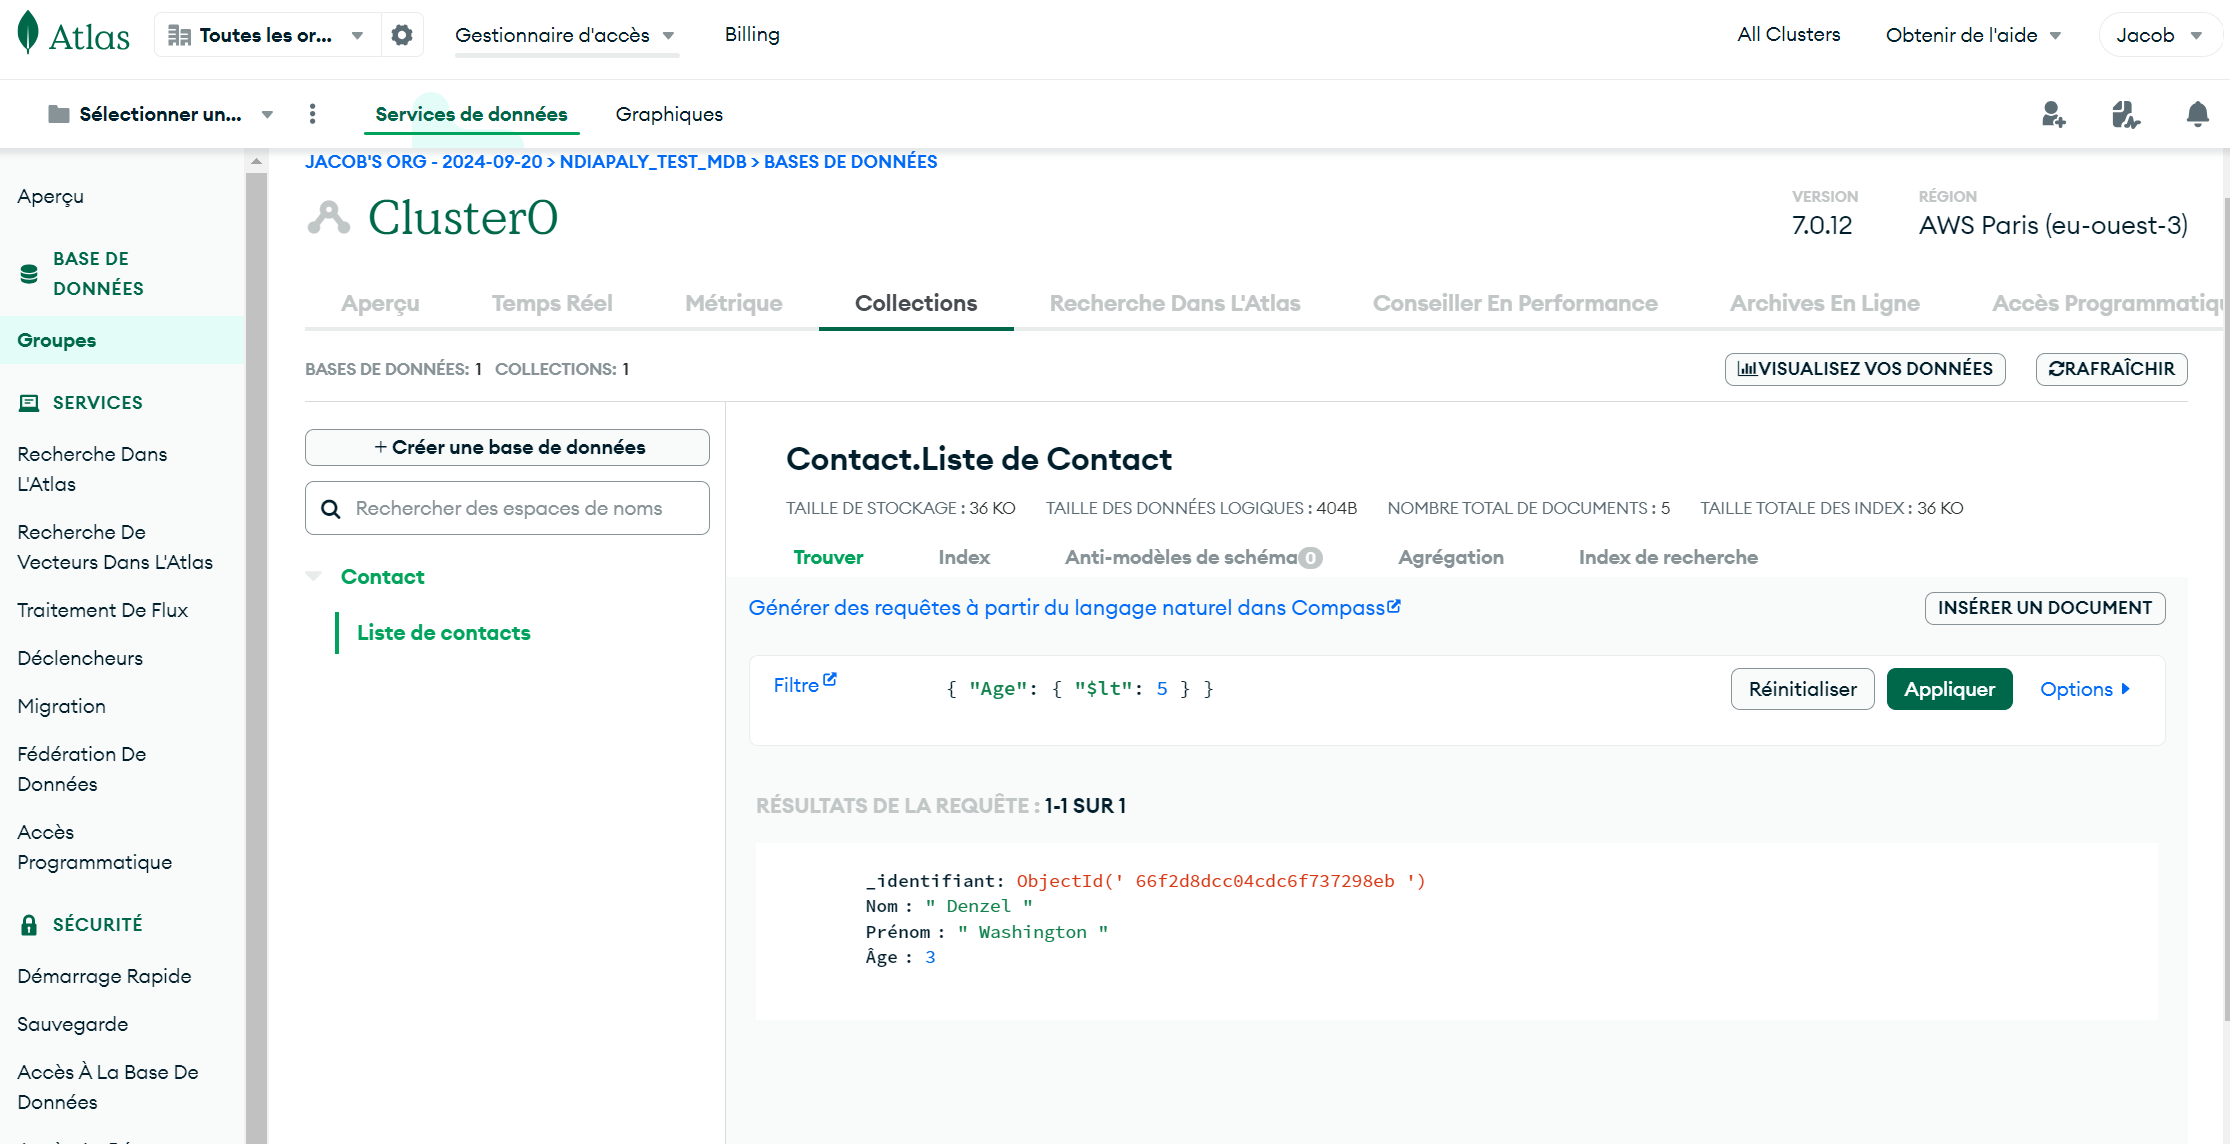 Atlas
Toutes les or...
Gestionnaire d'accès
Billing
All Clusters
Obtenir de l'aide
Jacob
Sélectionner un...
Services de données
Graphiques
Aperçu
BASE DE
DONNÉES
Groupes
SERVICES
Recherche Dans
L'Atlas
Recherche De
Vecteurs Dans L'Atlas
Traitement De Flux
Déclencheurs
Migration
Fédération De
Données
Accès
Programmatique
SÉCURITÉ
Démarrage Rapide
Sauvegarde
Accès À La Base De
Données
JACOB'S ORG - 2024-09-20 > NDIAPALY_TEST_MDB > BASES DE DONNÉES
Cluster0
VERSION
7.0.12
RÉGION
AWS Paris (eu-ouest-3)
Aperçu
Temps Réel
Métrique
Collections
Recherche Dans L'Atlas
Conseiller En Performance
Archives En Ligne
Accès Programmatiqu
BASES DE DONNÉES: 1 COLLECTIONS: 1
VISUALISEZ VOS DONNÉES
RAFRAÎCHIR
+ Créer une base de données
Rechercher des espaces de noms
Contact
Liste de contacts
Contact.Liste de Contact
TAILLE DE STOCKAGE : 36 KO TAILLE DES DONNÉES LOGIQUES : 404B NOMBRE TOTAL DE DOCUMENTS : 5 TAILLE TOTALE DES INDEX : 36 KO
Trouver
Index
Anti-modèles de schéma 0
Agrégation
Index de recherche
Générer des requêtes à partir du langage naturel dans Compass
INSÉRER UN DOCUMENT
Filtre
{ "Age": { "$lt": 5 } }
Réinitialiser
Appliquer
Options
RÉSULTATS DE LA REQUÊTE : 1-1 SUR 1
_identifiant: ObjectId(' 66f2d8dcc04cdc6f737298eb ')
Nom : " Denzel "
Prénom : " Washington "
Âge : 3